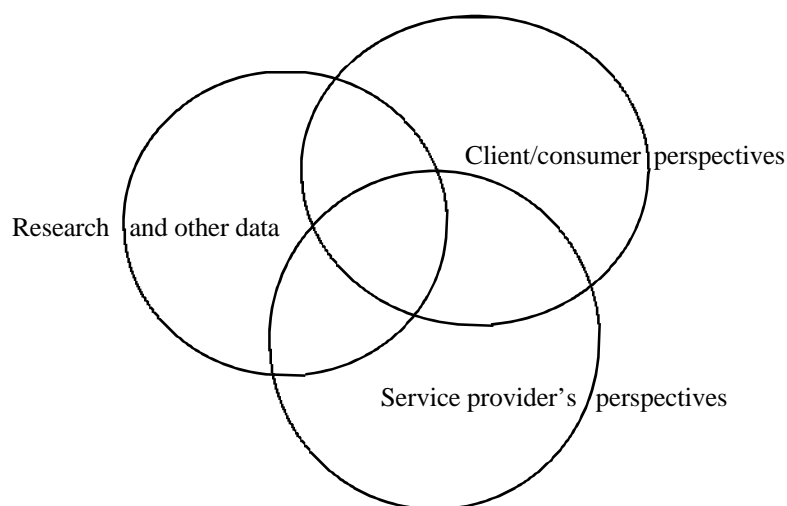 Client/consumer perspectives
Research and other data
Service provider’s perspectives